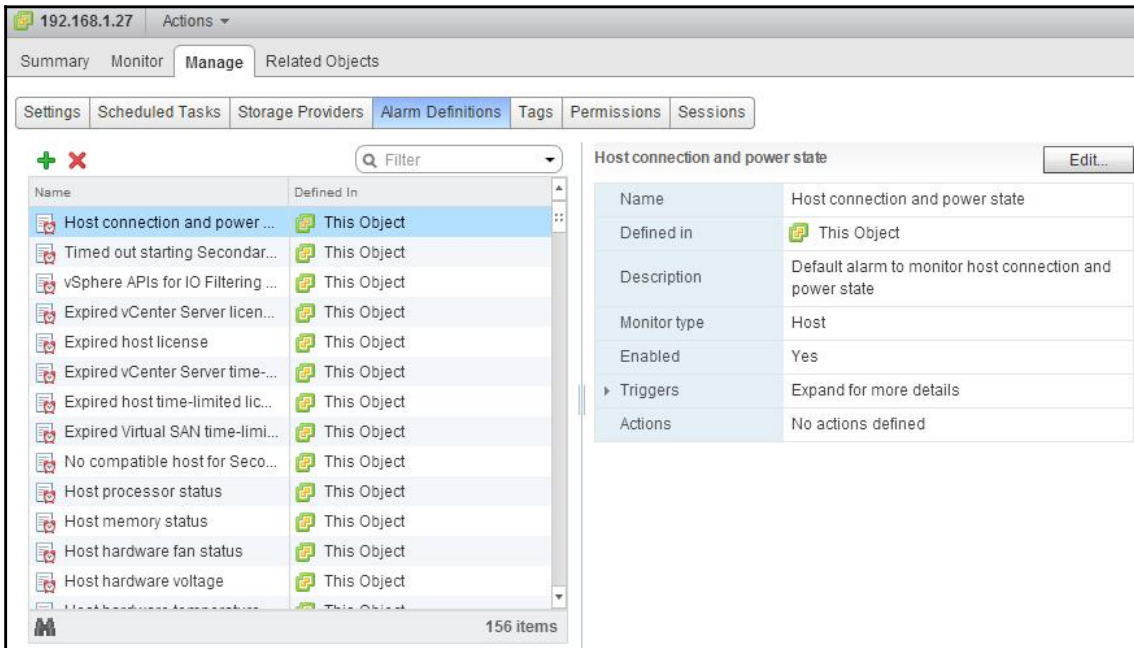 192.168.1.27 Actions
Summary Monitor Manage Related Objects
Settings Scheduled Tasks Storage Providers Alarm Definitions Tags Permissions Sessions
Filter
Name Defined In
Host connection and power ... This Object
Timed out starting Secondar... This Object
vSphere APIs for IO Filtering ... This Object
Expired vCenter Server licen... This Object
Expired host license This Object
Expired vCenter Server time-... This Object
Expired host time-limited lic... This Object
Expired Virtual SAN time-limi... This Object
No compatible host for Seco... This Object
Host processor status This Object
Host memory status This Object
Host hardware fan status This Object
Host hardware voltage This Object
156 items
Host connection and power state Edit...
Name Host connection and power state
Defined in This Object
Description Default alarm to monitor host connection and
power state
Monitor type Host
Enabled Yes
Triggers Expand for more details
Actions No actions defined